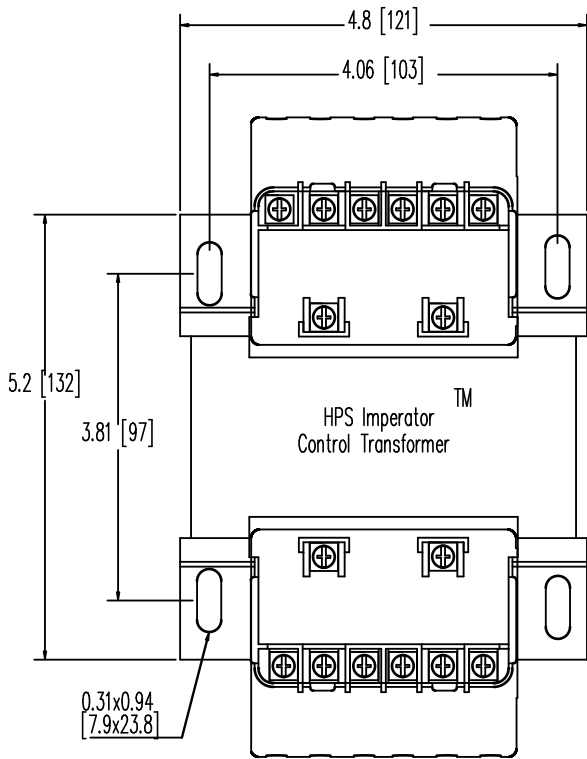 4.8 [121]
4.06 [103]
5.2 [132]
3.81 [97]
TM
HPS Imperator
Control Transformer
0.31x0.94
[7.9x23.8]